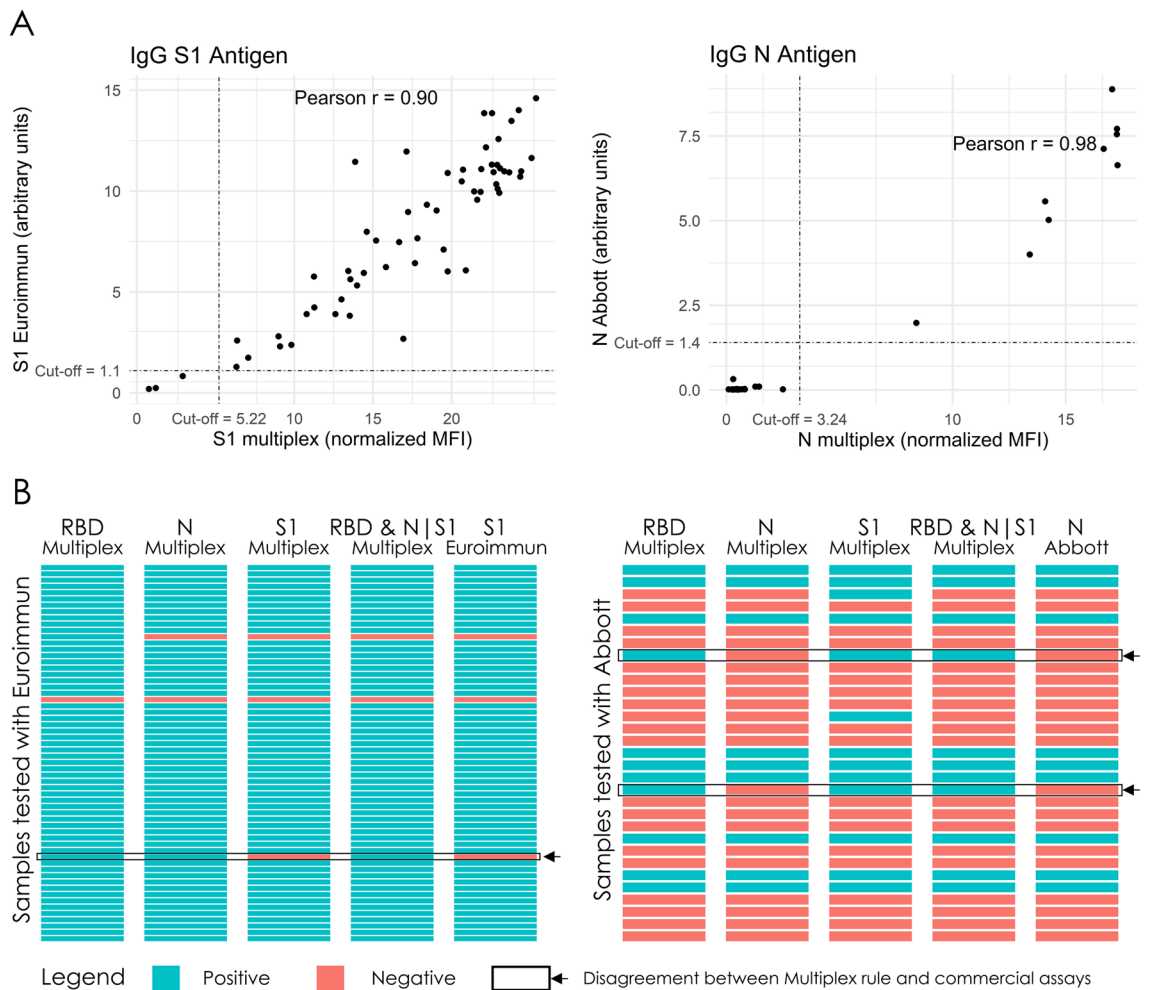 A
IgG S1 Antigen
Pearson r = 0.90
S1 Euroimmun (arbitrary units)
15
10
5
Cut-off = 1.1
0
0
Cut-off = 5.22
10
15
20
S1 multiplex (normalized MFI)
IgG N Antigen
Pearson r = 0.98
N Abbott (arbitrary units)
7.5
5.0
2.5
Cut-off = 1.4
0.0
0
Cut-off = 3.24
10
15
N multiplex (normalized MFI)
B
RBD N S1 RBD & N|S1 S1
Multiplex Multiplex Multiplex Multiplex Euroimmun
Samples tested with Euroimmun
RBD N S1 RBD & N|S1 N
Multiplex Multiplex Multiplex Multiplex Abbott
Samples tested with Abbott
Legend Positive Negative Disagreement between Multiplex rule and commercial assays